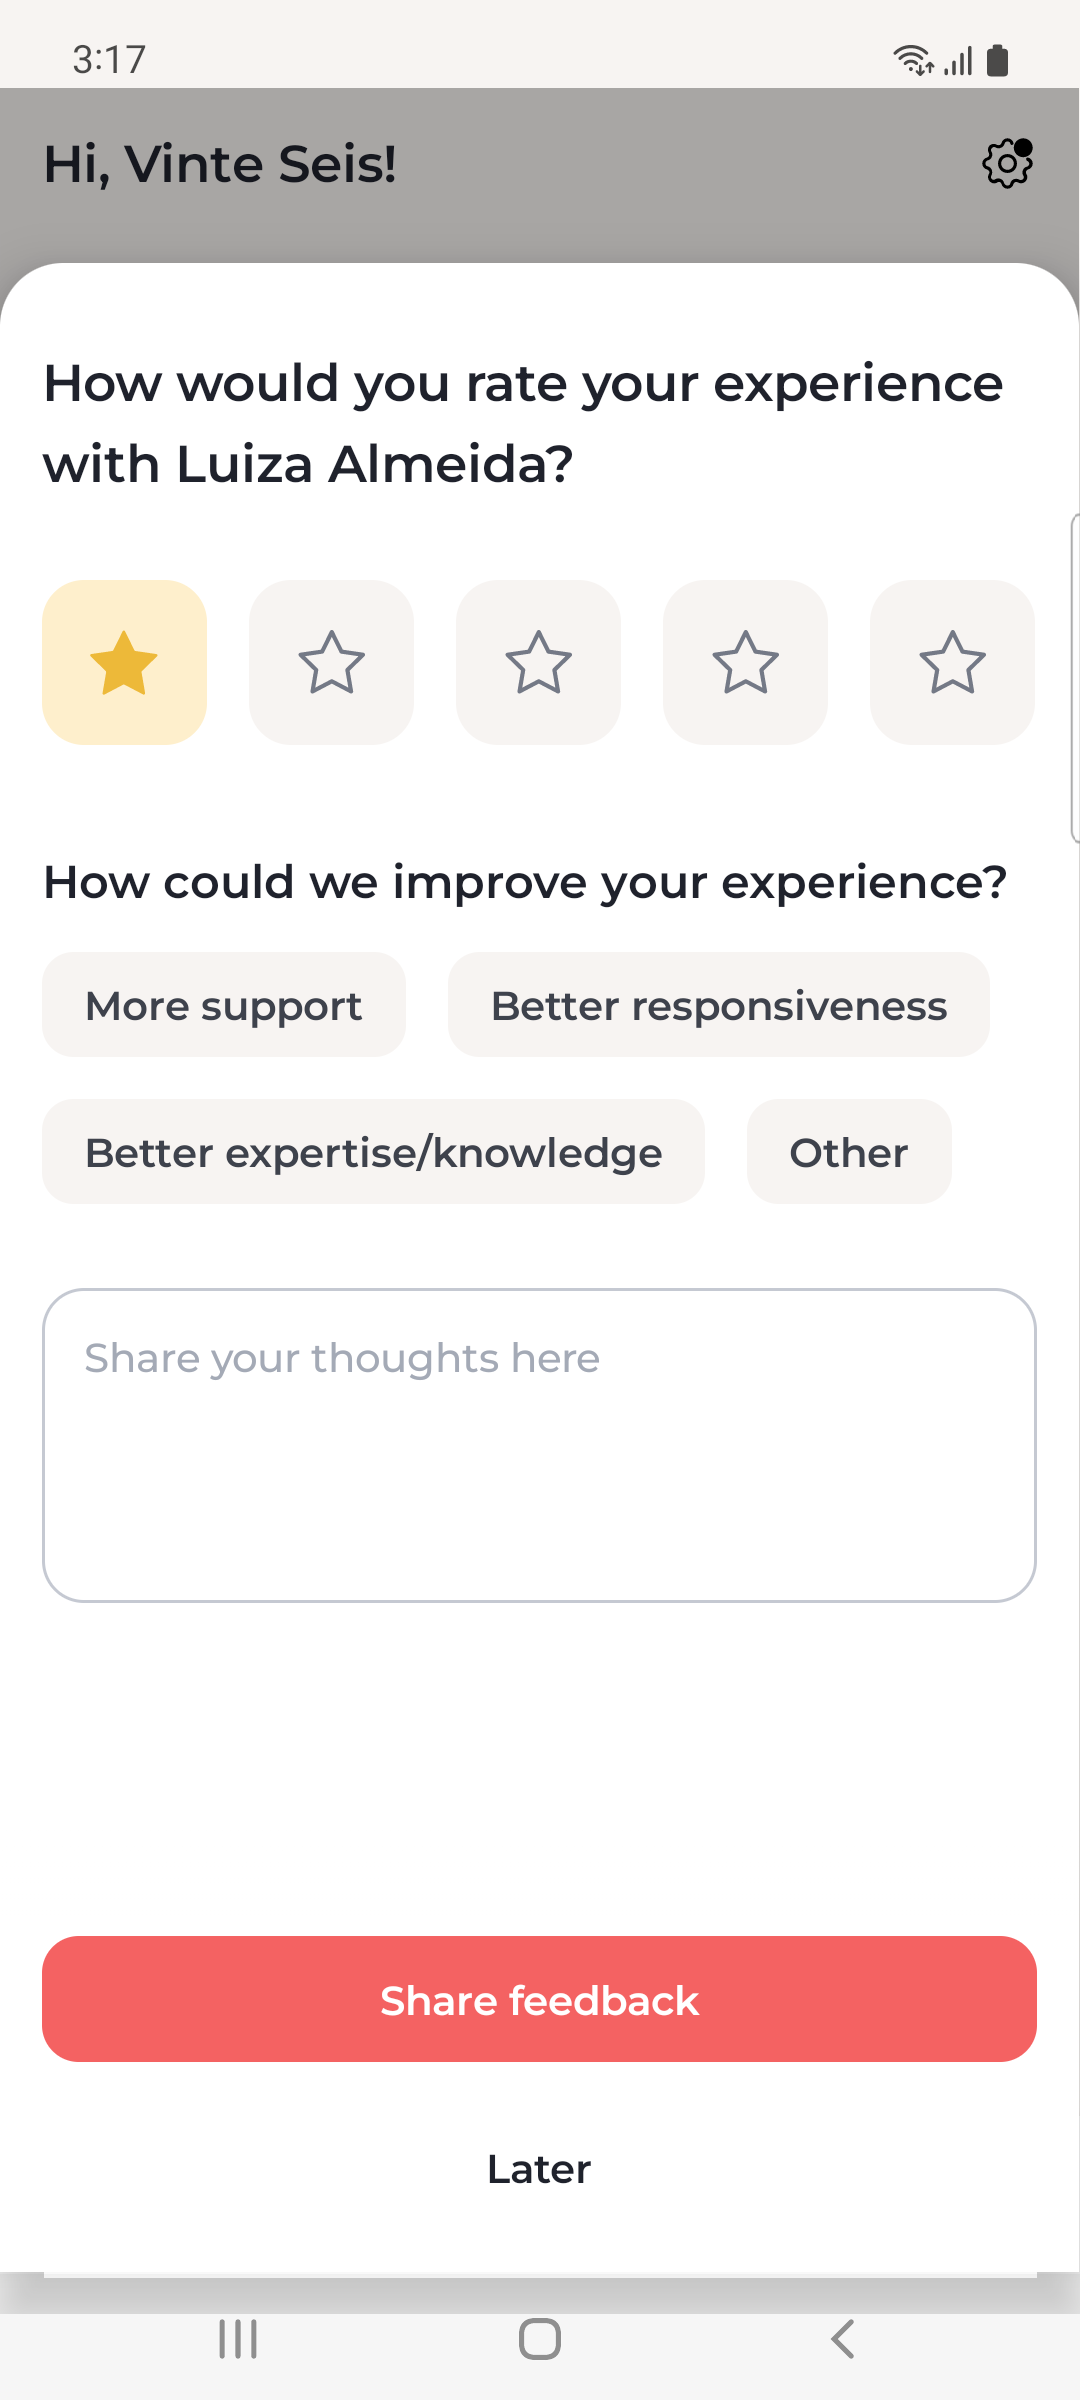 3:17
Hi, Vinte Seis!
How would you rate your experience
with Luiza Almeida?
How could we improve your experience?
More support
Better responsiveness
Better expertise/knowledge
Other
Share your thoughts here
Share feedback
Later